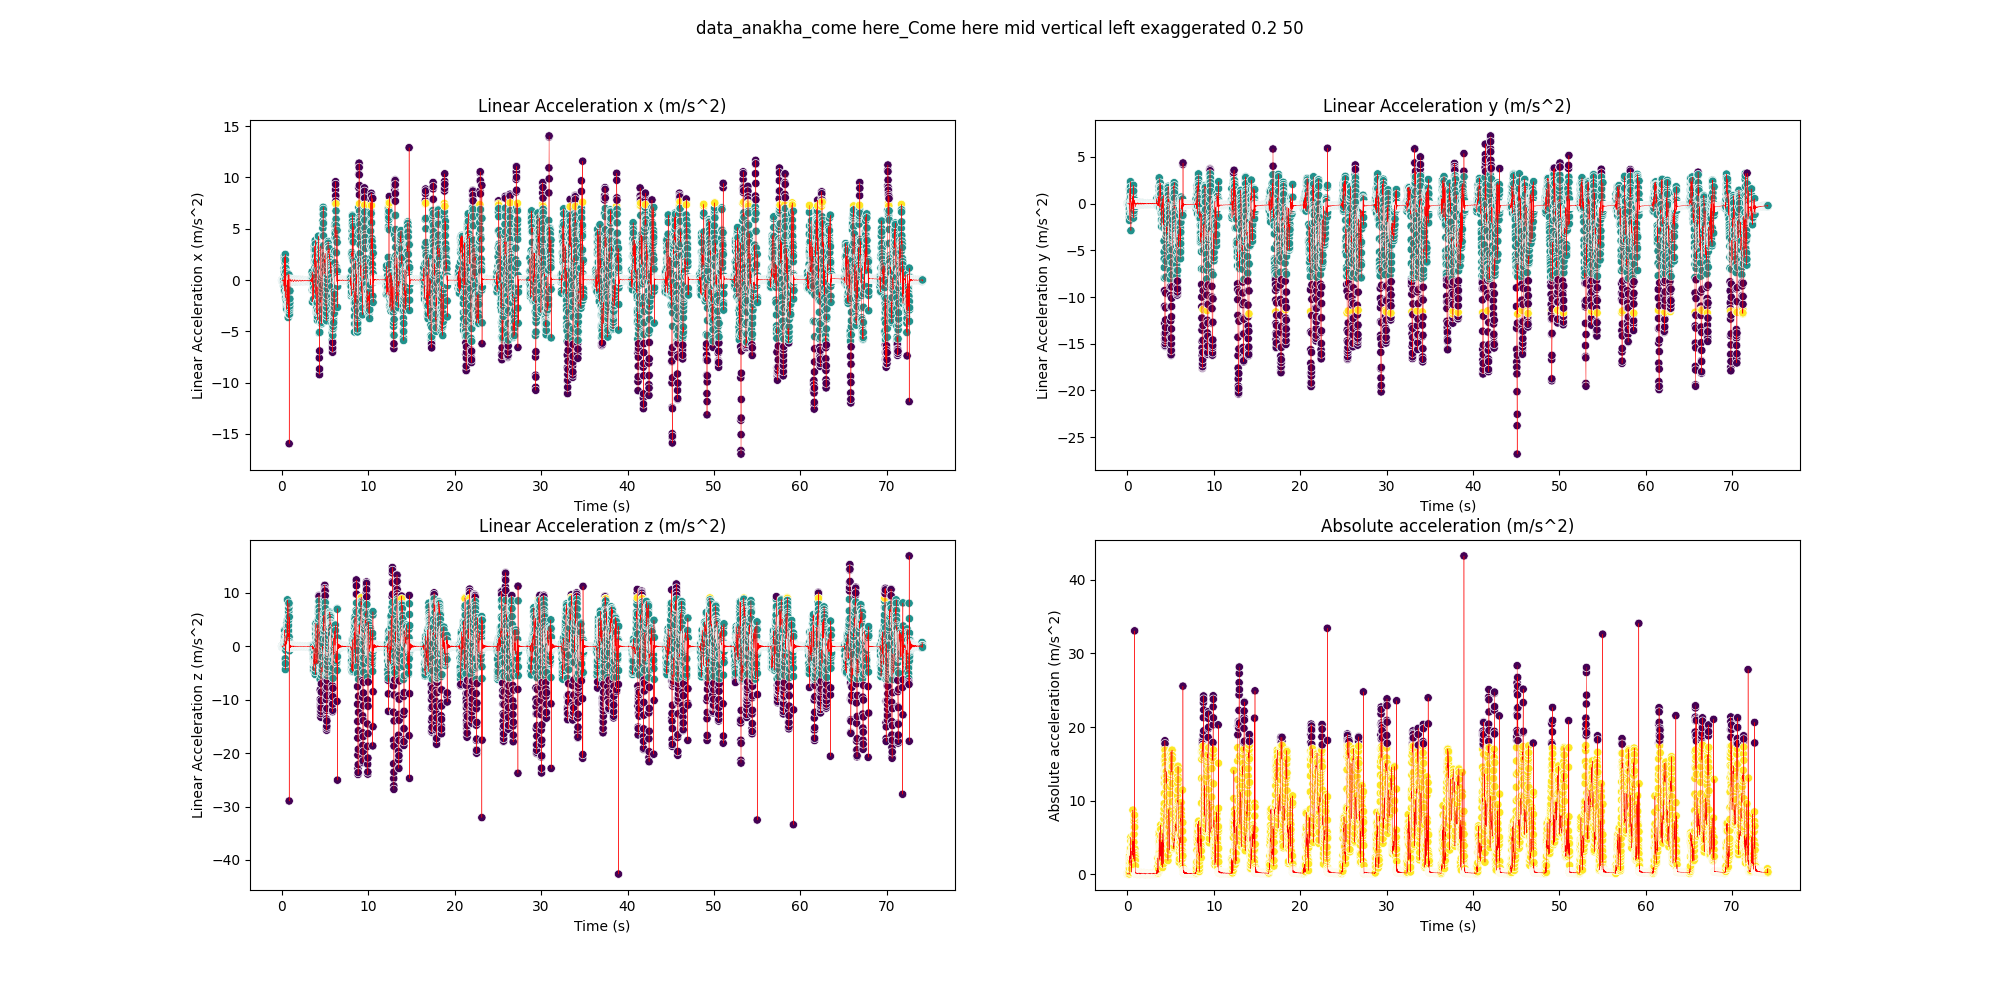 data_anakha_come here_Come here mid vertical left exaggerated 0.2 50
Linear Acceleration x (m/s^2)
Linear Acceleration x (m/s^2)
15
10
5
0
−5
−10
−15
0 10 20 30 40 50 60 70
Time (s)
Linear Acceleration y (m/s^2)
Linear Acceleration y (m/s^2)
5
0
−5
−10
−15
−20
−25
0 10 20 30 40 50 60 70
Time (s)
Linear Acceleration z (m/s^2)
Linear Acceleration z (m/s^2)
10
0
−10
−20
−30
−40
0 10 20 30 40 50 60 70
Time (s)
Absolute acceleration (m/s^2)
Absolute acceleration (m/s^2)
40
30
20
10
0
0 10 20 30 40 50 60 70
Time (s)